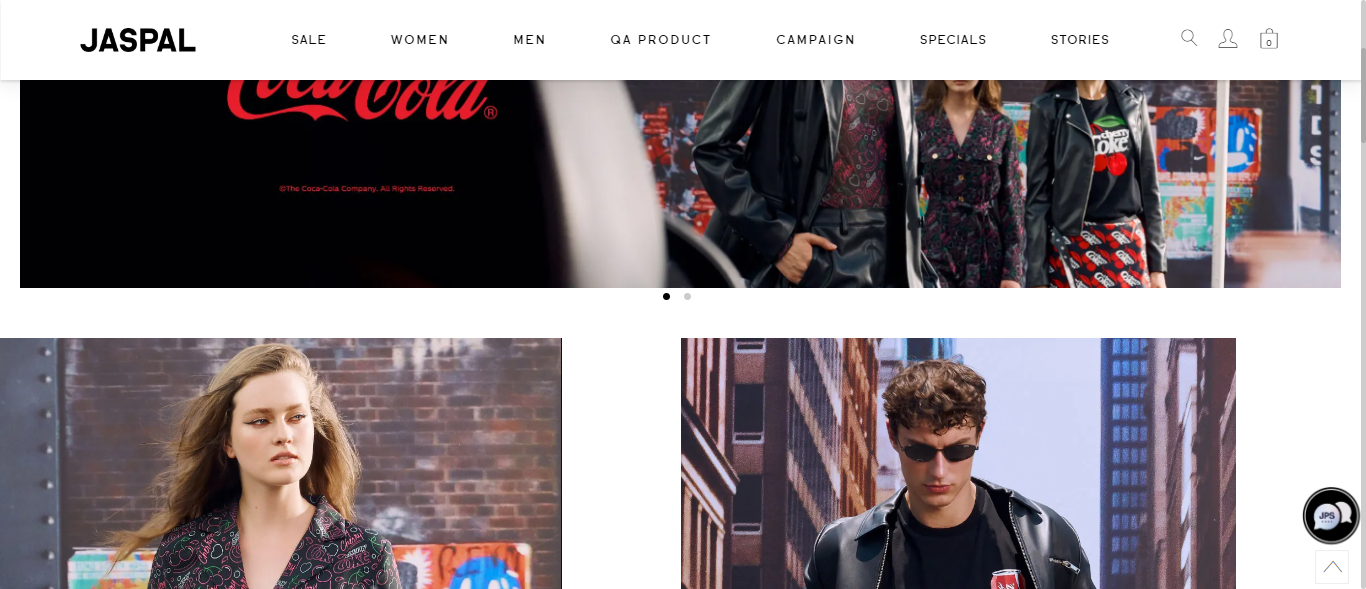 JASPAL
SALE
WOMEN
MEN
QA PRODUCT
CAMPAIGN
SPECIALS
STORIES
0
Coca-Cola®
©The Coca-Cola Company. All Rights Reserved.
cherry
Coke
JPS